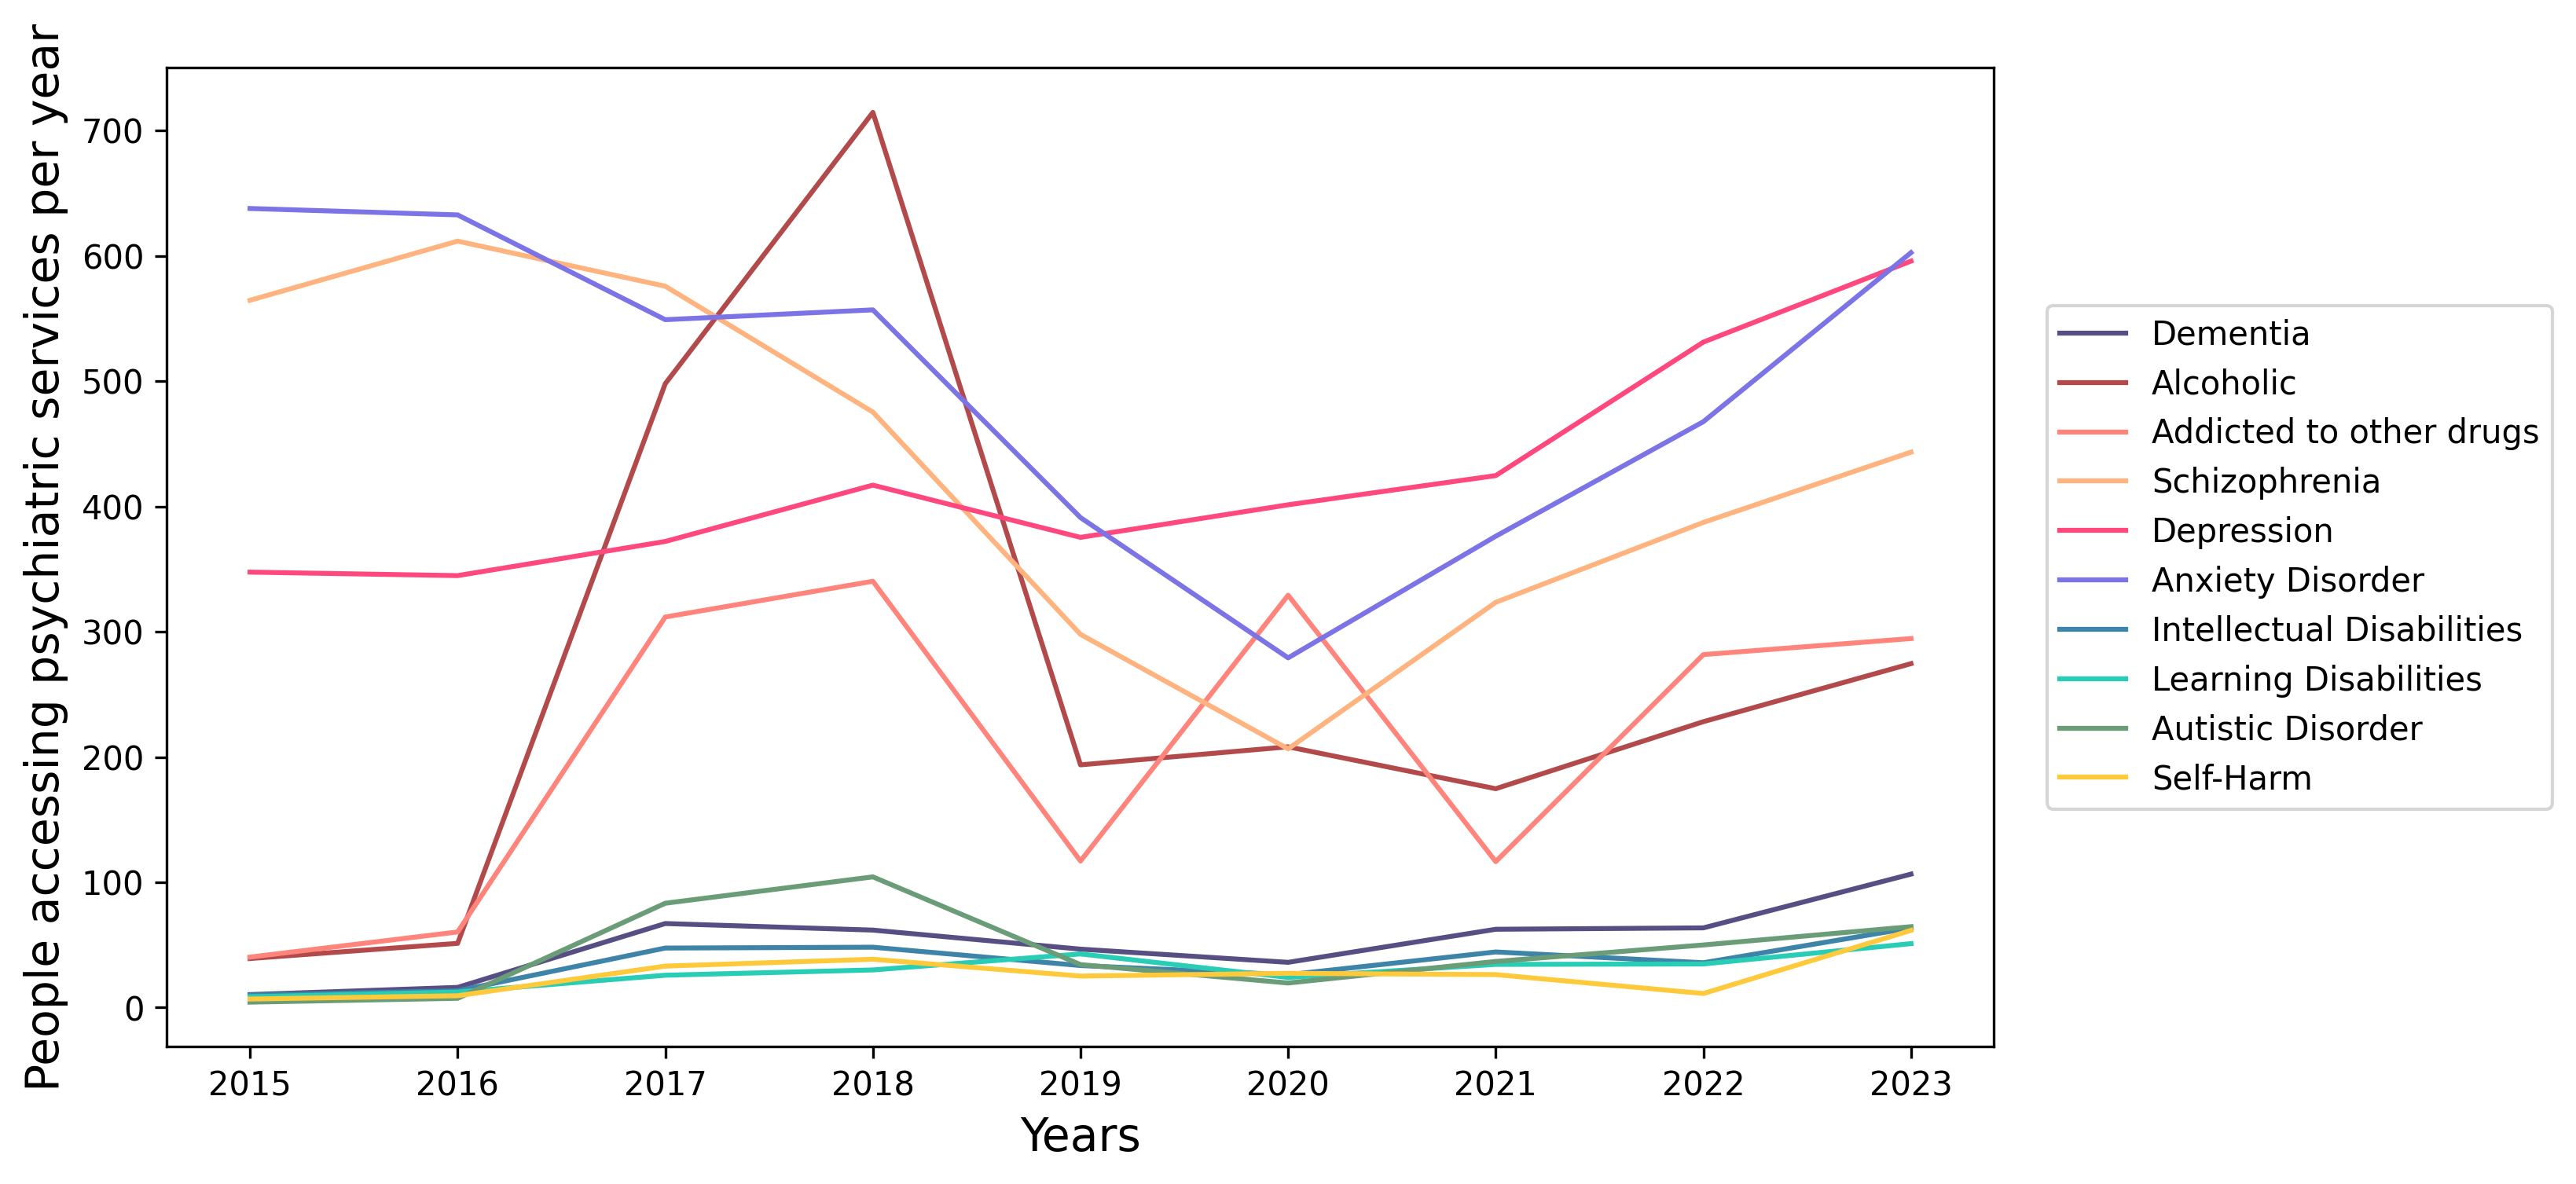 People accessing psychiatric services per year
700
600
500
400
300
200
100
0
2015 2016 2017 2018 2019 2020 2021 2022 2023
Years
Dementia
Alcoholic
Addicted to other drugs
Schizophrenia
Depression
Anxiety Disorder
Intellectual Disabilities
Learning Disabilities
Autistic Disorder
Self-Harm